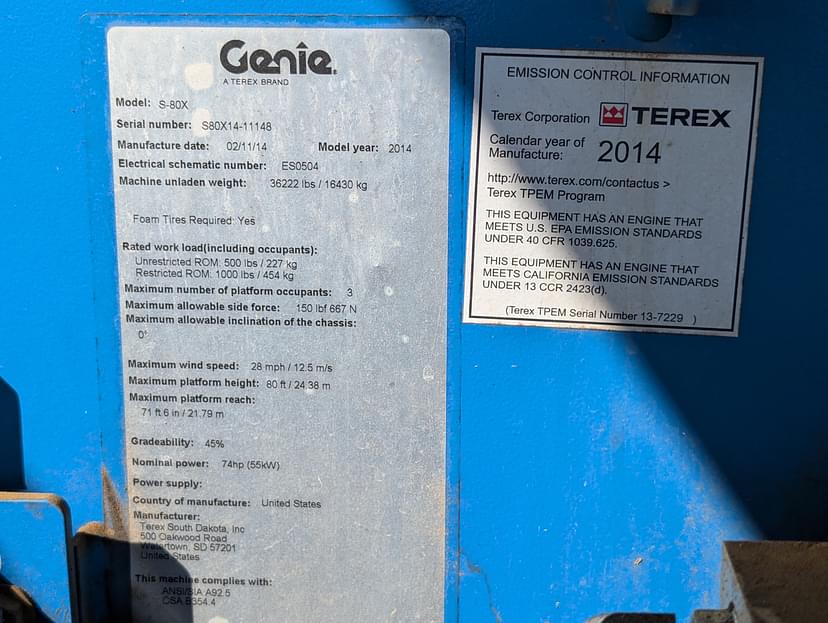 Genie
A TEREX BRAND
Model: S-80X
Serial number: S80X14-11148
Manufacture date: 02/11/14 Model year: 2014
Electrical schematic number: ES0504
Machine unladen weight: 36222 lbs / 16430 kg
Foam Tires Required: Yes
Rated work load(including occupants):
Unrestricted ROM: 500 lbs / 227 kg
Restricted ROM: 1000 lbs / 454 kg
Maximum number of platform occupants: 3
Maximum allowable side force: 150 lbf 667 N
Maximum allowable inclination of the chassis:
0°
Maximum wind speed: 28 mph / 12.5 m/s
Maximum platform height: 80 ft / 24.38 m
Maximum platform reach:
71 ft 6 in / 21.79 m
Gradeability: 45%
Nominal power: 74hp (55kW)
Power supply:
Country of manufacture: United States
Manufacturer:
Terex South Dakota, Inc
500 Oakwood Road
Watertown, SD 57201
United States
This machine complies with:
ANSI/SIA A92.5
CSA B354.4
EMISSION CONTROL INFORMATION
Terex Corporation TEREX
Calendar year of
Manufacture: 2014
http://www.terex.com/contactus >
Terex TPEM Program
THIS EQUIPMENT HAS AN ENGINE THAT
MEETS U.S. EPA EMISSION STANDARDS
UNDER 40 CFR 1039.625.
THIS EQUIPMENT HAS AN ENGINE THAT
MEETS CALIFORNIA EMISSION STANDARDS
UNDER 13 CCR 2423(d).
(Terex TPEM Serial Number 13-7229 )